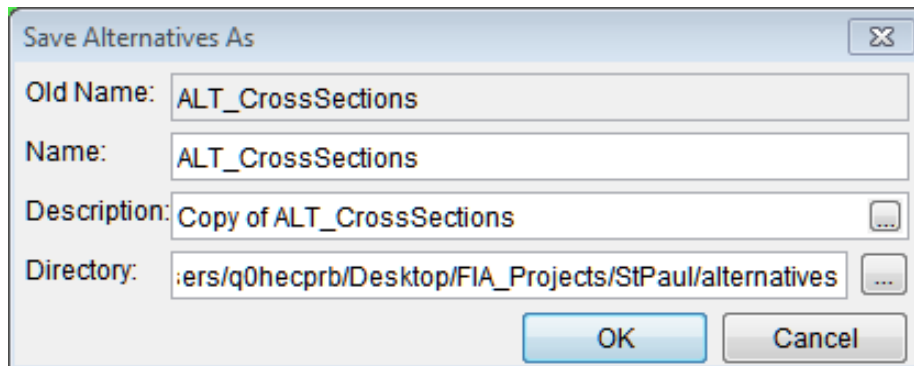 Save Alternatives As
Old Name: ALT_CrossSections
Name: ALT_CrossSections
Description: Copy of ALT_CrossSections ...
Directory: ers/q0hecprb/Desktop/FIA_Projects/StPaul/alternatives ...
OK Cancel